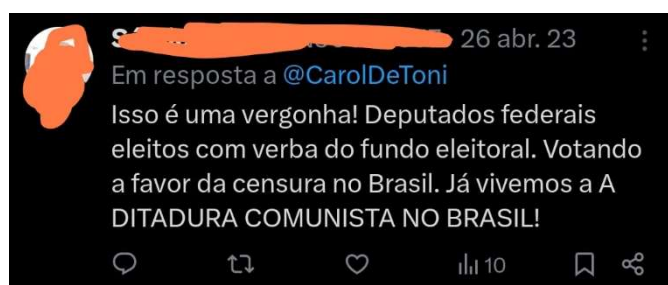 26 abr. 23
Em resposta a @CarolDeToni
Isso é uma vergonha! Deputados federais
eleitos com verba do fundo eleitoral. Votando
a favor da censura no Brasil. Já vivemos a A
DITADURA COMUNISTA NO BRASIL!
10